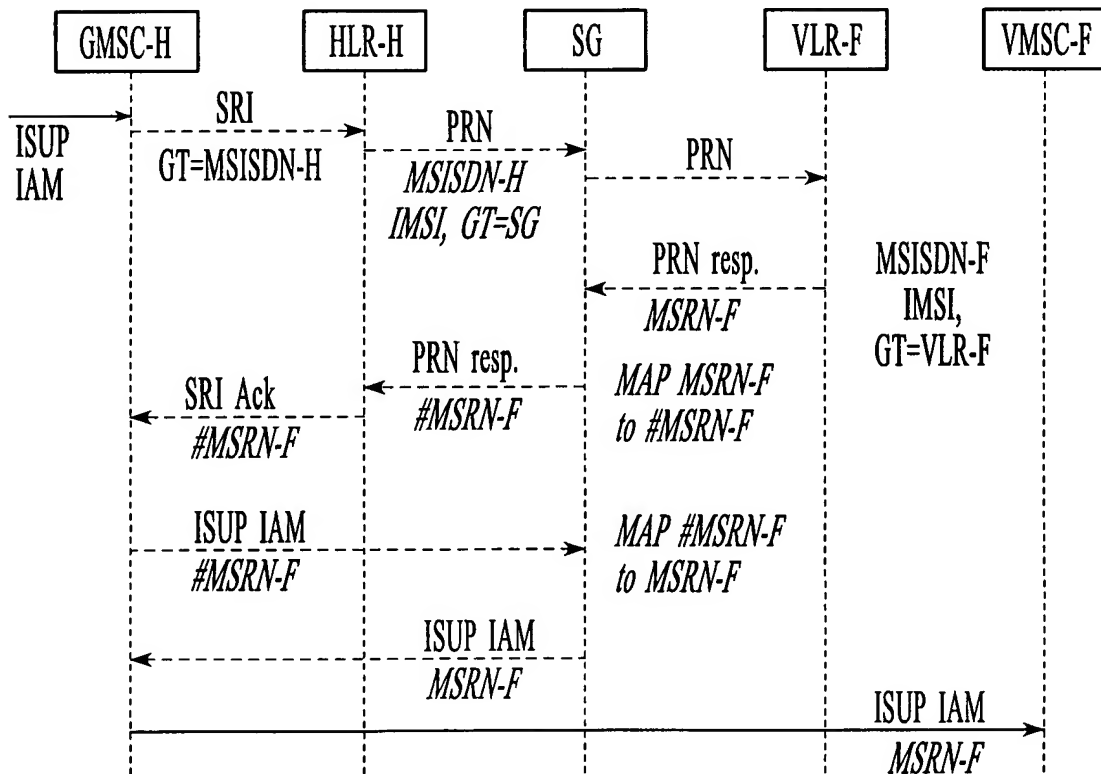 GMSC-H
HLR-H
SG
VLR-F
VMSC-F
ISUP
IAM
SRI
GT=MSISDN-H
PRN
MSISDN-H
IMSI, GT=SG
PRN
PRN resp.
MSRN-F
MSISDN-F
IMSI,
GT=VLR-F
PRN resp.
#MSRN-F
MAP MSRN-F
to #MSRN-F
SRI Ack
#MSRN-F
ISUP IAM
#MSRN-F
MAP #MSRN-F
to MSRN-F
ISUP IAM
MSRN-F
ISUP IAM
MSRN-F